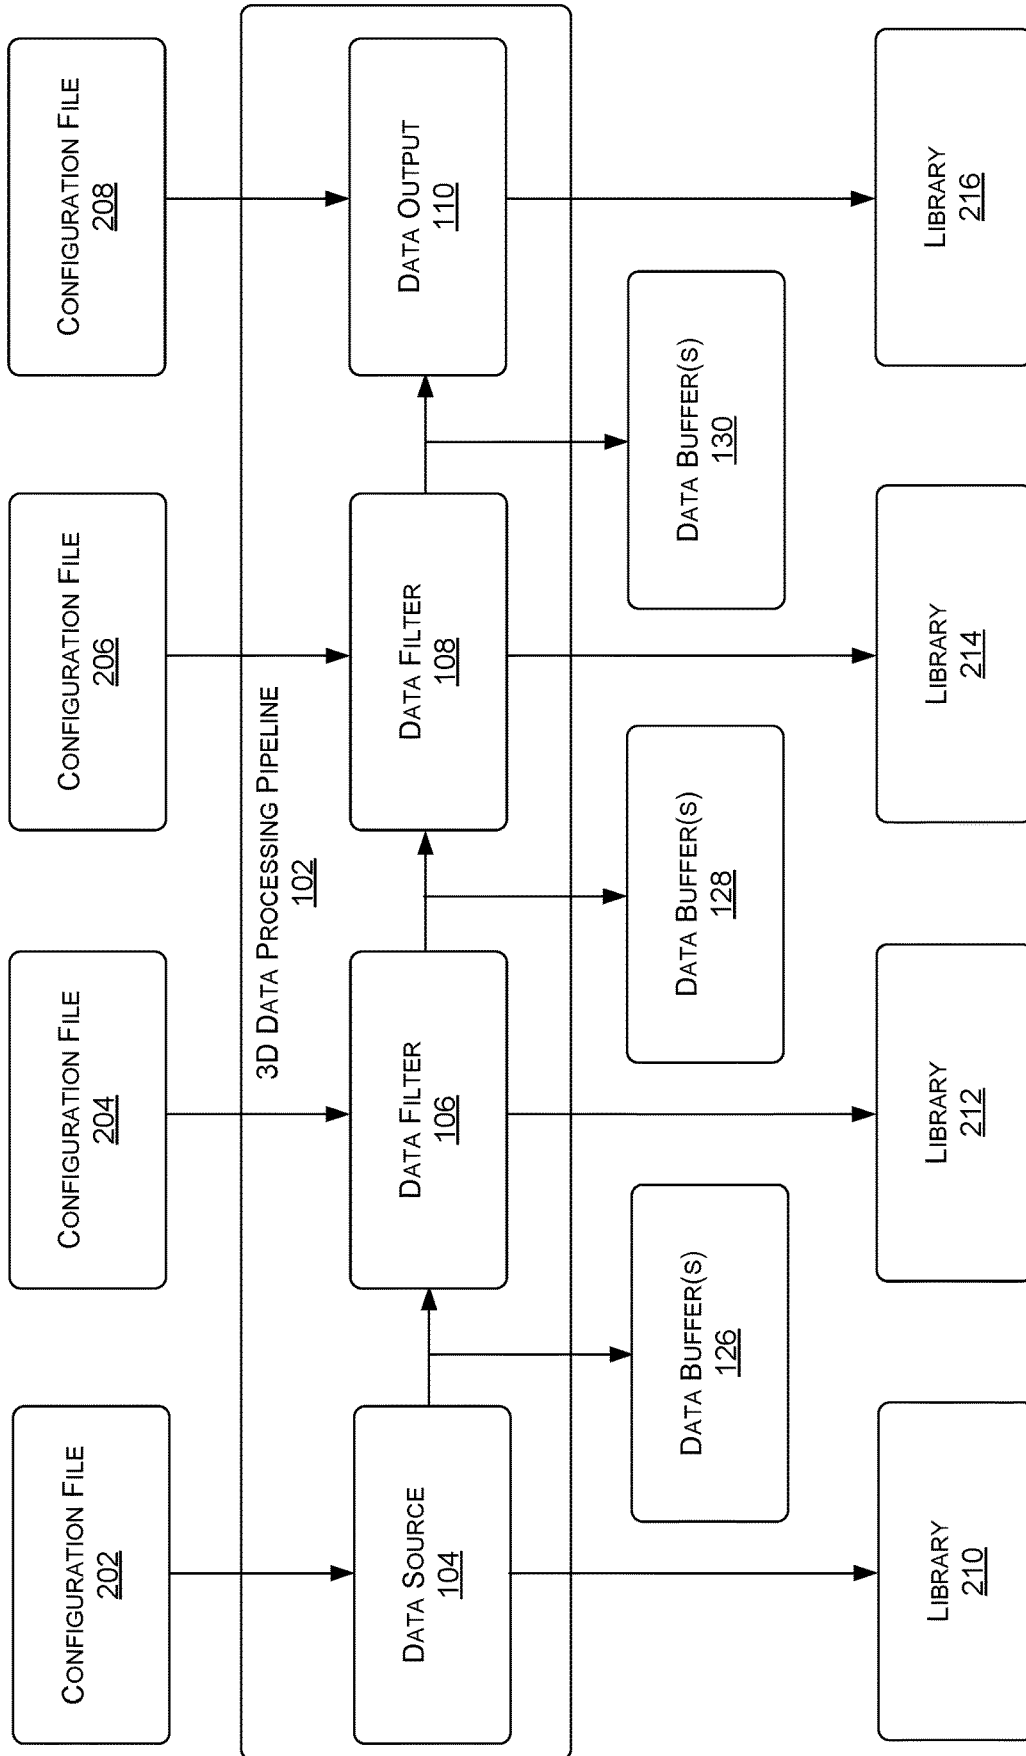 CONFIGURATION FILE
202
CONFIGURATION FILE
204
CONFIGURATION FILE
206
CONFIGURATION FILE
208
3D DATA PROCESSING PIPELINE
102
DATA SOURCE
104
DATA FILTER
106
DATA FILTER
108
DATA OUTPUT
110
DATA BUFFER(S)
126
DATA BUFFER(S)
128
DATA BUFFER(S)
130
LIBRARY
210
LIBRARY
212
LIBRARY
214
LIBRARY
216